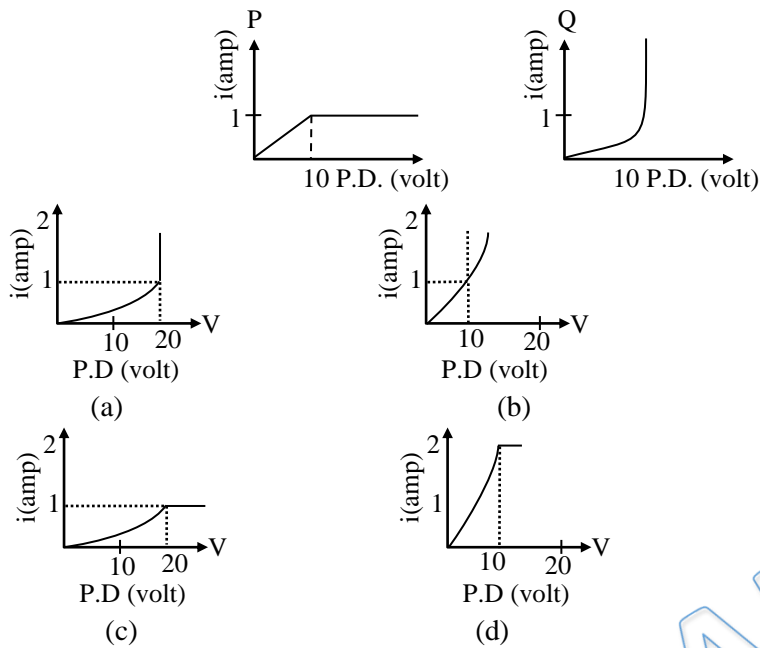 P
i(amp)
1
10 P.D. (volt)
Q
i(amp)
1
10 P.D. (volt)
2
i(amp)
1
10
20
V
P.D (volt)
(a)
2
i(amp)
1
10
20
V
P.D (volt)
(b)
2
i(amp)
1
10
20
V
P.D (volt)
(c)
2
i(amp)
1
10
20
V
P.D (volt)
(d)